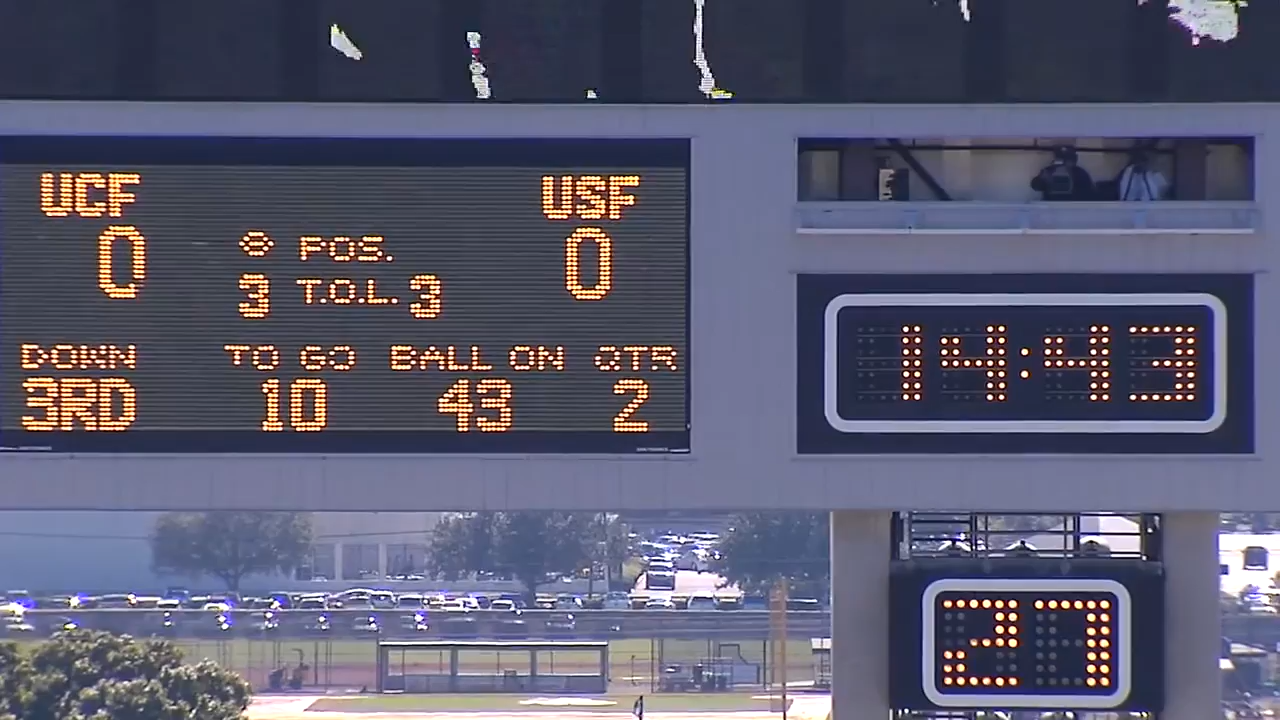 UCF USF
0 0
POS.
3 T.O.L. 3
DOWN TO GO BALL ON QTR
3RD 10 43 2
14:43
27